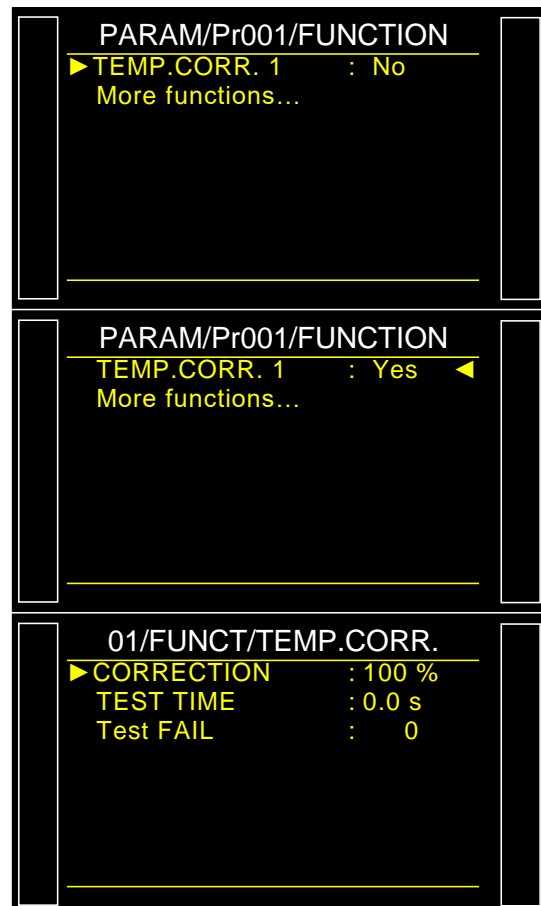 PARAM/Pr001/FUNCTION
►TEMP.CORR. 1 : No
More functions…
PARAM/Pr001/FUNCTION
TEMP.CORR. 1 : Yes ◄
More functions…
01/FUNCT/TEMP.CORR.
►CORRECTION : 100 %
TEST TIME : 0.0 s
Test FAIL : 0